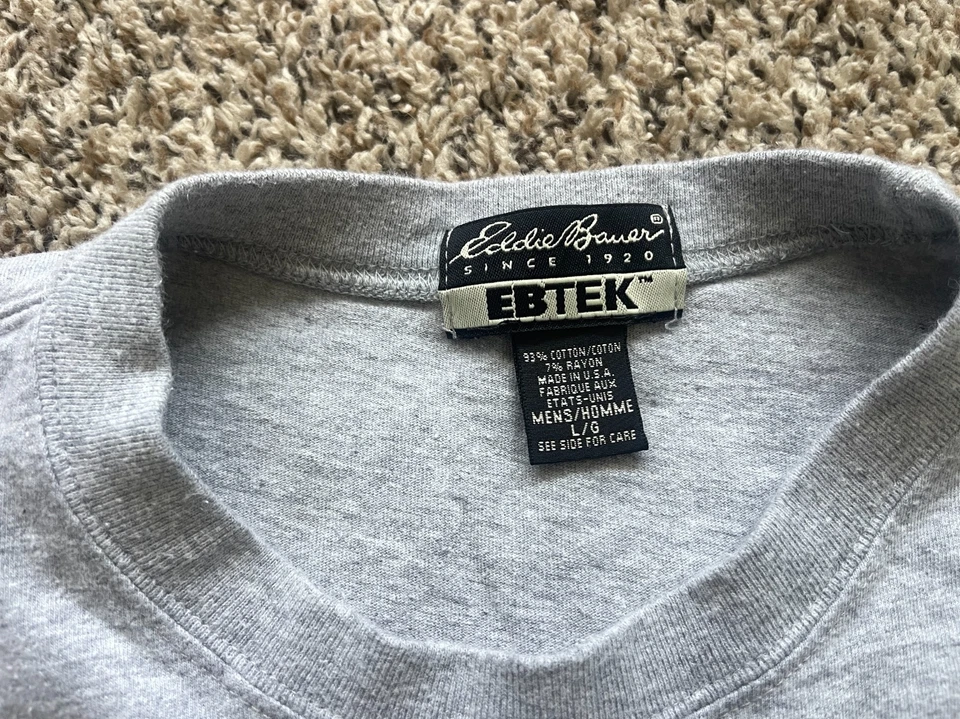 Eddie Bauer®
SINCE 1920
EBTEK™
93% COTTON/COTON
7% RAYON
MADE IN U.S.A.
FABRIQUE AUX
ETATS-UNIS
MENS/HOMME
L/G
SEE SIDE FOR CARE